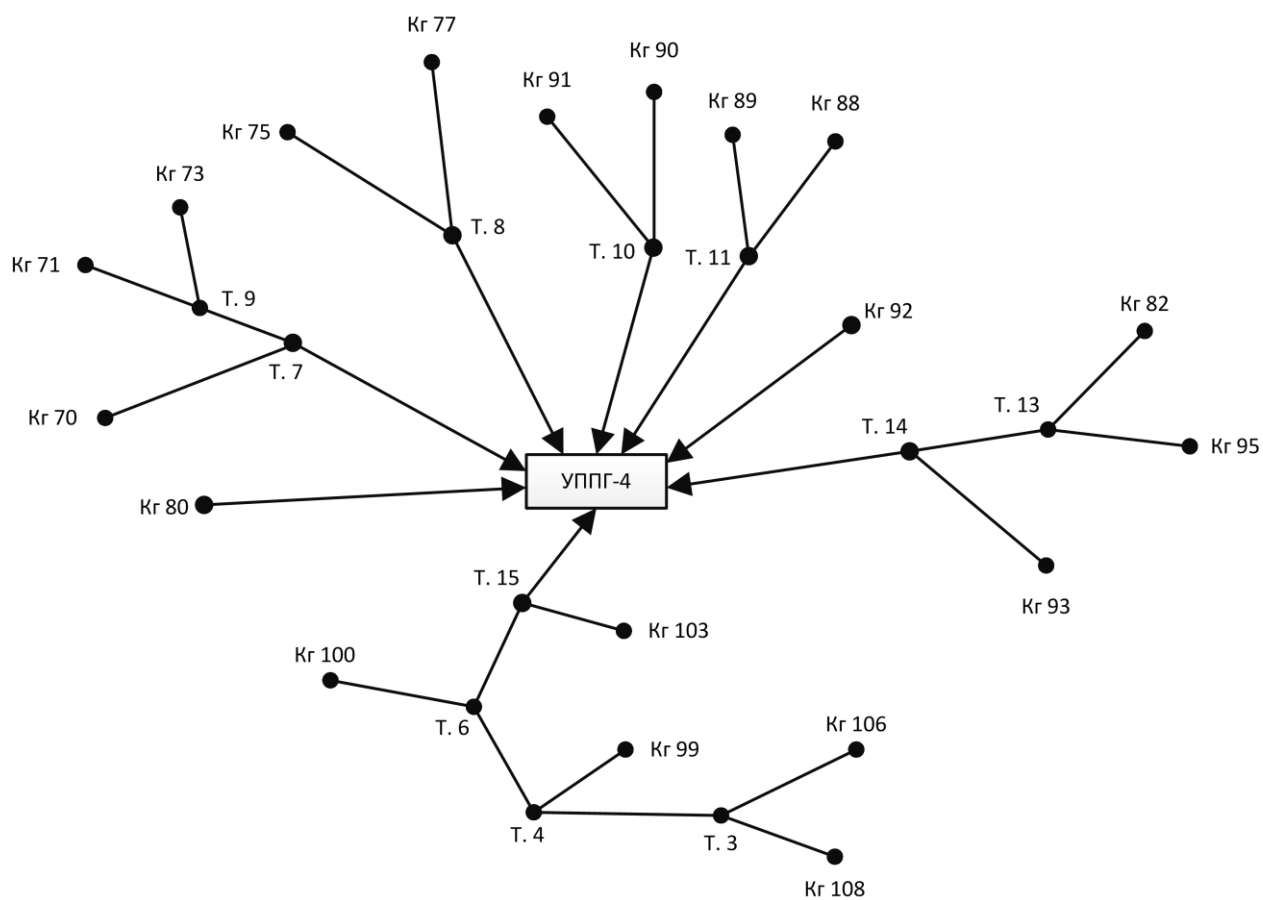 Кг 77
Кг 90
Кг 91
Кг 89
Кг 88
Кг 75
Кг 73
Т. 8
Т. 10
Т. 11
Кг 71
Т. 9
Кг 92
Кг 82
Т. 7
Кг 70
Т. 13
Т. 14
Кг 95
УППГ-4
Кг 80
Т. 15
Кг 93
Кг 103
Кг 100
Т. 6
Кг 106
Кг 99
Т. 4
Т. 3
Кг 108